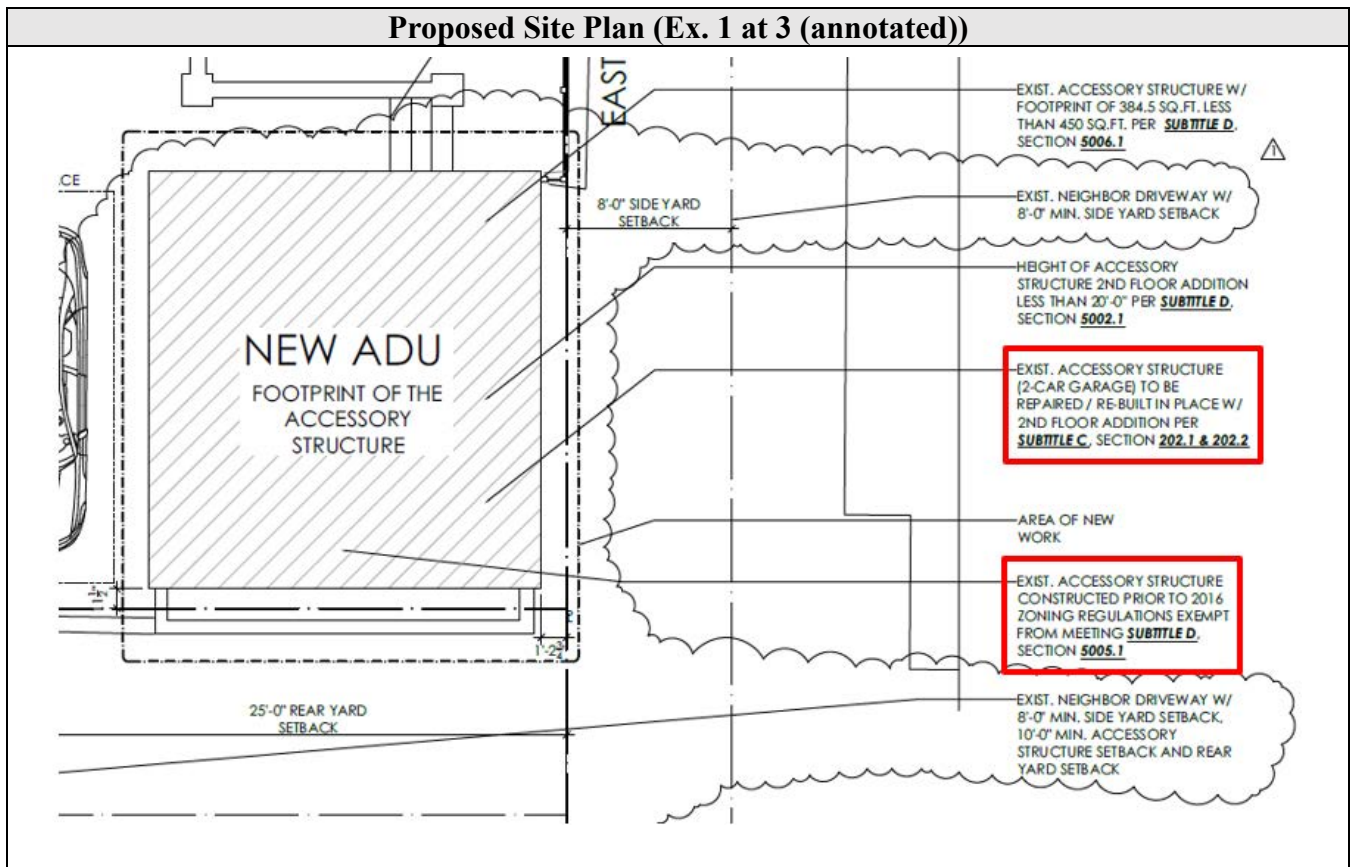 Proposed Site Plan (Ex. 1 at 3 (annotated))
EAST
CE
EXIST. ACCESSORY STRUCTURE W/
FOOTPRINT OF 384.5 SQ.FT. LESS
THAN 450 SQ.FT. PER SUBTITLE D,
SECTION 5006.1
1
8'-0" SIDE YARD
SETBACK
EXIST. NEIGHBOR DRIVEWAY W/
8'-0" MIN. SIDE YARD SETBACK
HEIGHT OF ACCESSORY
STRUCTURE 2ND FLOOR ADDITION
LESS THAN 20'-0" PER SUBTITLE D,
SECTION 5002.1
NEW ADU
FOOTPRINT OF THE
ACCESSORY
STRUCTURE
EXIST. ACCESSORY STRUCTURE
(2-CAR GARAGE) TO BE
REPAIRED / RE-BUILT IN PLACE W/
2ND FLOOR ADDITION PER
SUBTITLE C, SECTION 202.1 & 202.2
AREA OF NEW
WORK
EXIST. ACCESSORY STRUCTURE
CONSTRUCTED PRIOR TO 2016
ZONING REGULATIONS EXEMPT
FROM MEETING SUBTITLE D,
SECTION 5005.1
25'-0" REAR YARD
SETBACK
EXIST. NEIGHBOR DRIVEWAY W/
8'-0" MIN. SIDE YARD SETBACK,
10'-0" MIN. ACCESSORY
STRUCTURE SETBACK AND REAR
YARD SETBACK